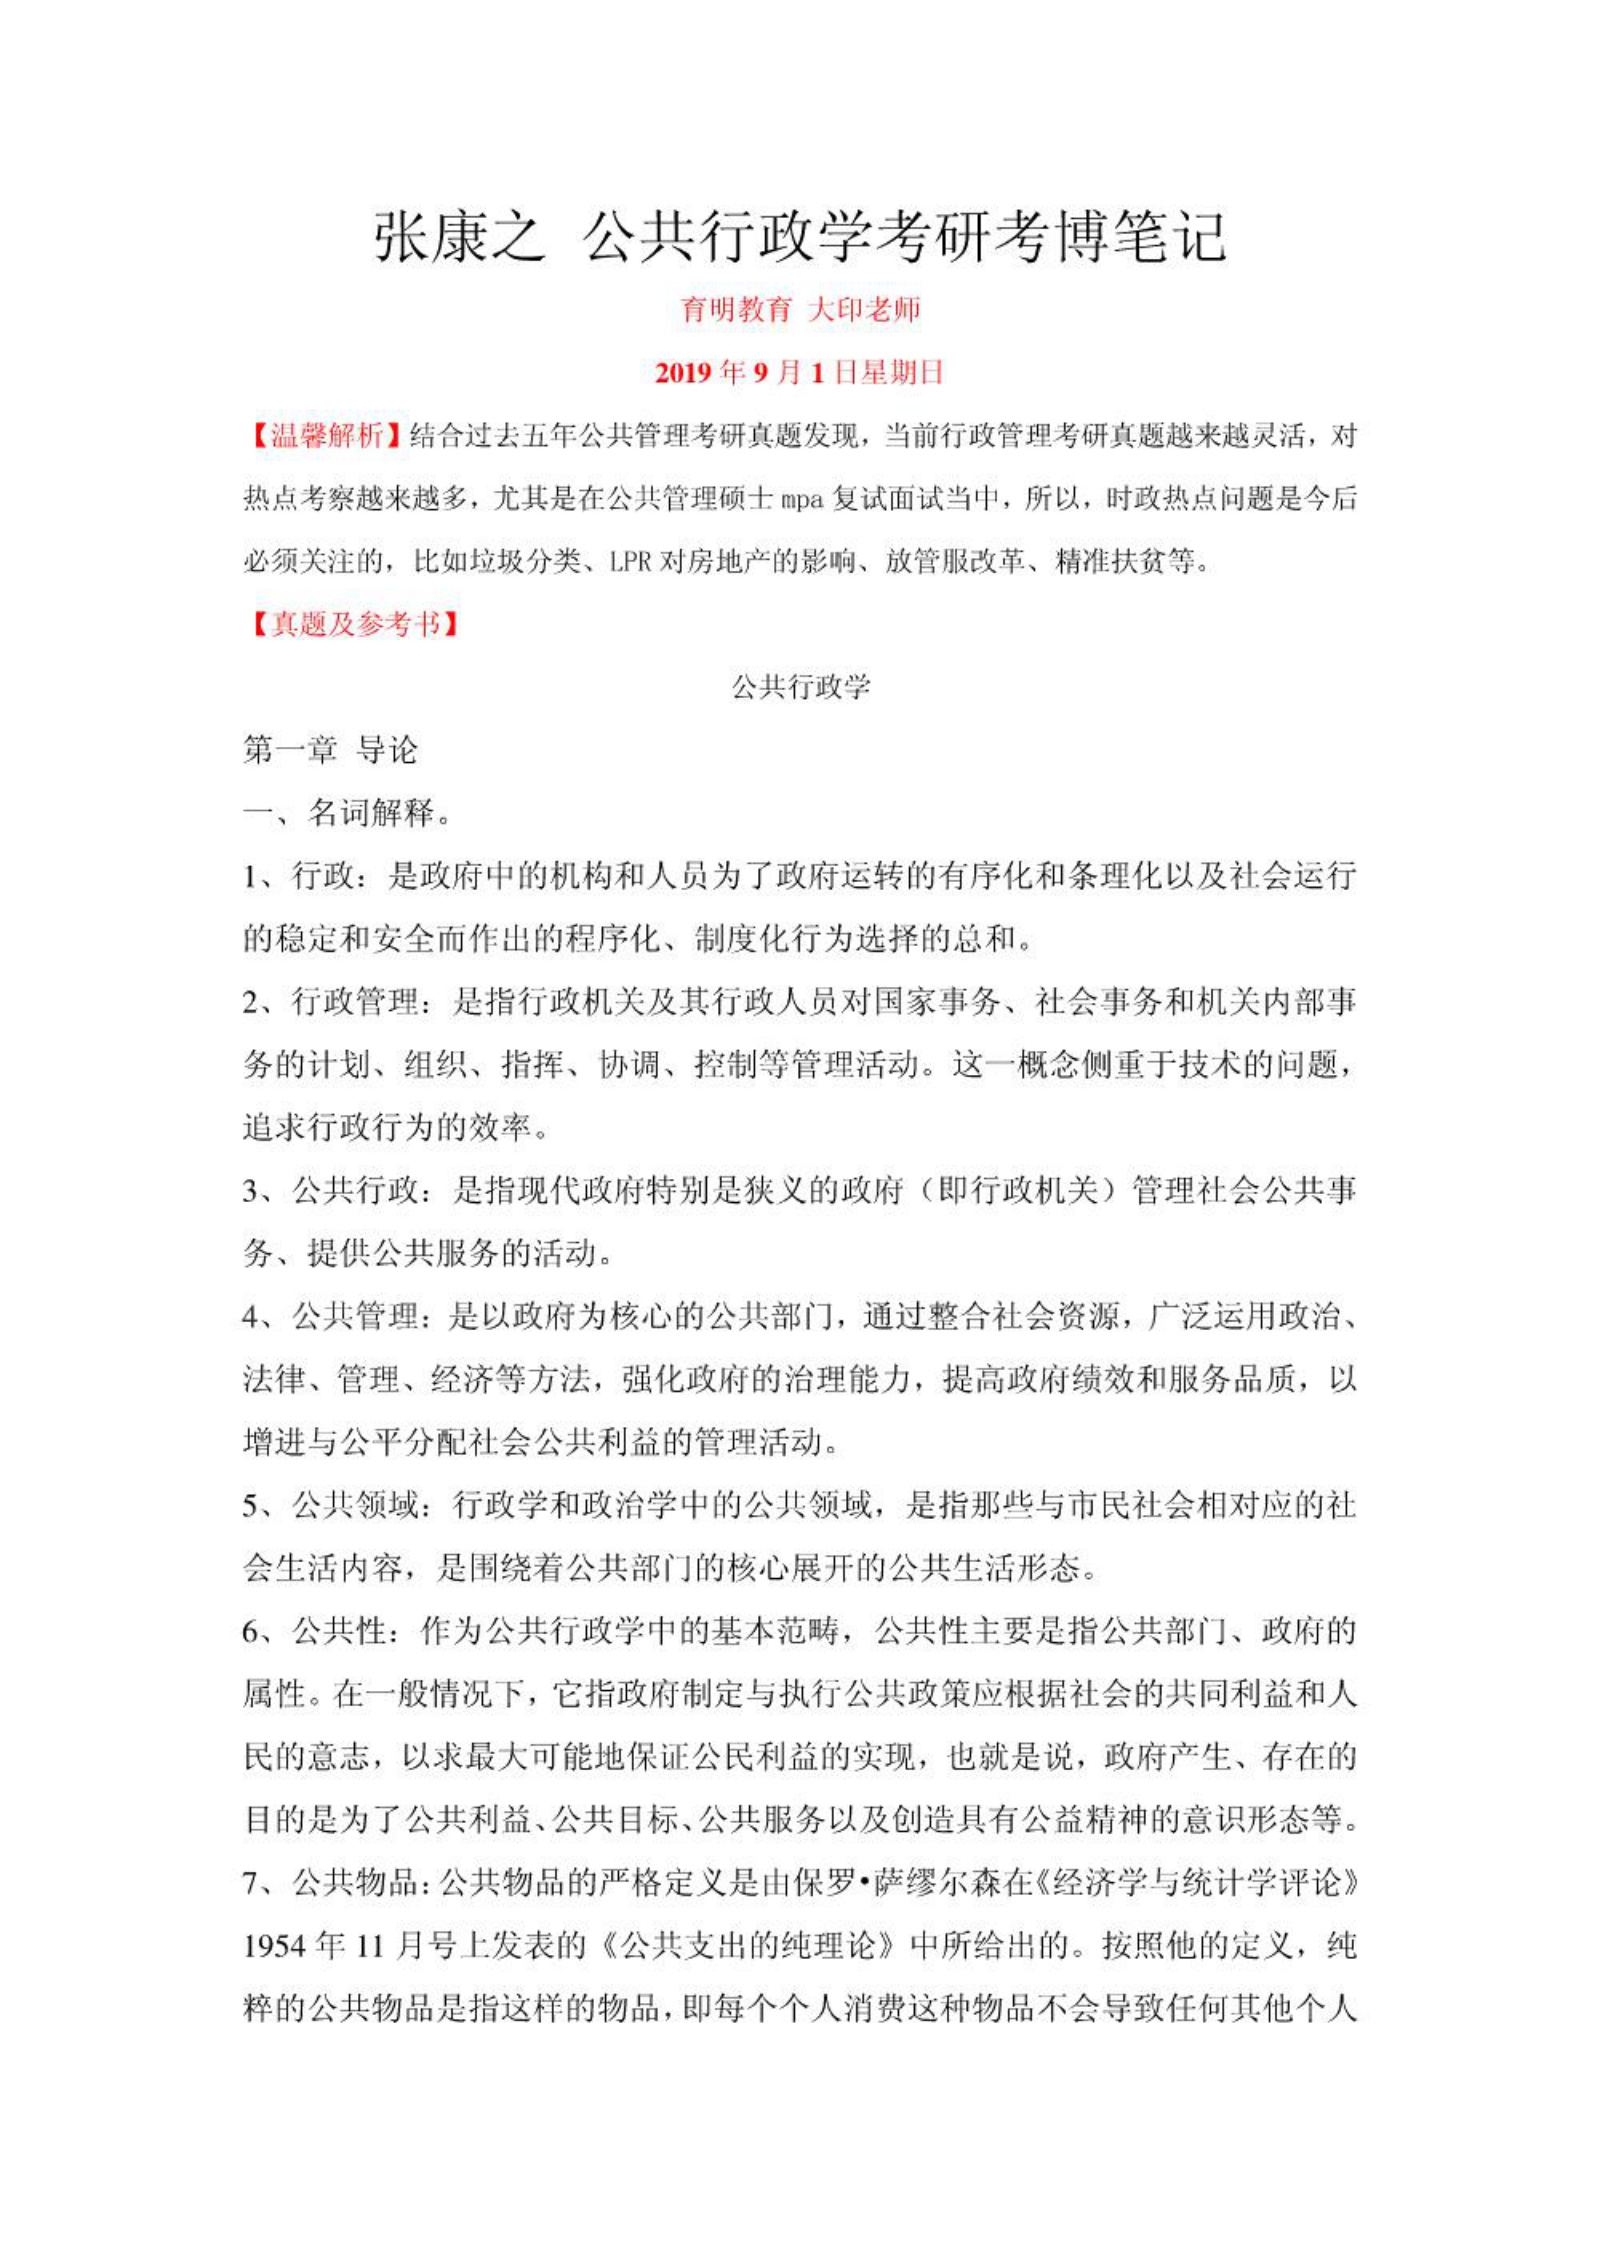 张康之 公共行政学考研考博笔记
育明教育 大印老师
2019 年 9 月 1 日星期日
【温馨解析】结合过去五年公共管理考研真题发现，当前行政管理考研真题越来越灵活，对
热点考察越来越多，尤其是在公共管理硕士 mpa 复试面试当中，所以，时政热点问题是今后
必须关注的，比如垃圾分类、LPR 对房地产的影响、放管服改革、精准扶贫等。
【真题及参考书】
公共行政学
第一章 导论
一、名词解释。
1、行政：是政府中的机构和人员为了政府运转的有序化和条理化以及社会运行
的稳定和安全而作出的程序化、制度化行为选择的总和。
2、行政管理：是指行政机关及其行政人员对国家事务、社会事务和机关内部事
务的计划、组织、指挥、协调、控制等管理活动。这一概念侧重于技术的问题，
追求行政行为的效率。
3、公共行政：是指现代政府特别是狭义的政府（即行政机关）管理社会公共事
务、提供公共服务的活动。
4、公共管理：是以政府为核心的公共部门，通过整合社会资源，广泛运用政治、
法律、管理、经济等方法，强化政府的治理能力，提高政府绩效和服务品质，以
增进与公平分配社会公共利益的管理活动。
5、公共领域：行政学和政治学中的公共领域，是指那些与市民社会相对应的社
会生活内容，是围绕着公共部门的核心展开的公共生活形态。
6、公共性：作为公共行政学中的基本范畴，公共性主要是指公共部门、政府的
属性。在一般情况下，它指政府制定与执行公共政策应根据社会的共同利益和人
民的意志，以求最大可能地保证公民利益的实现，也就是说，政府产生、存在的
目的是为了公共利益、公共目标、公共服务以及创造具有公益精神的意识形态等。
7、公共物品：公共物品的严格定义是由保罗•萨缪尔森在《经济学与统计学评论》
1954 年 11 月号上发表的《公共支出的纯理论》中所给出的。按照他的定义，纯
粹的公共物品是指这样的物品，即每个个人消费这种物品不会导致任何其他个人